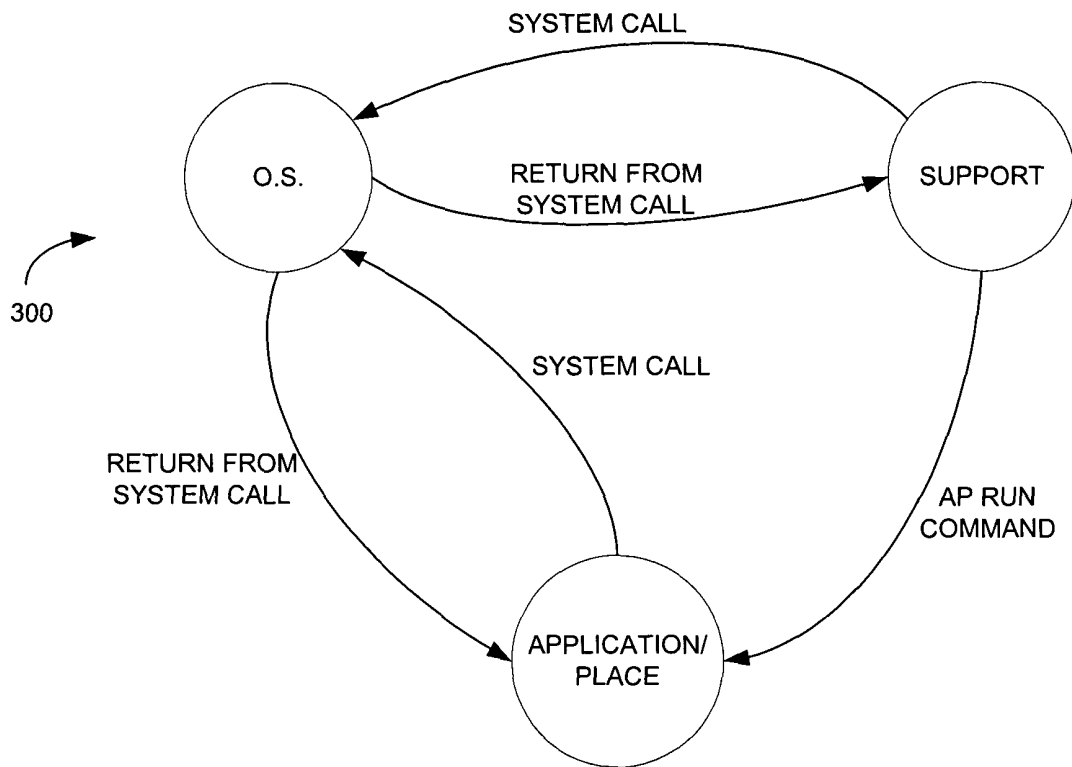 SYSTEM CALL
O.S.
RETURN FROM
SYSTEM CALL
SUPPORT
300
SYSTEM CALL
RETURN FROM
SYSTEM CALL
AP RUN
COMMAND
APPLICATION/
PLACE